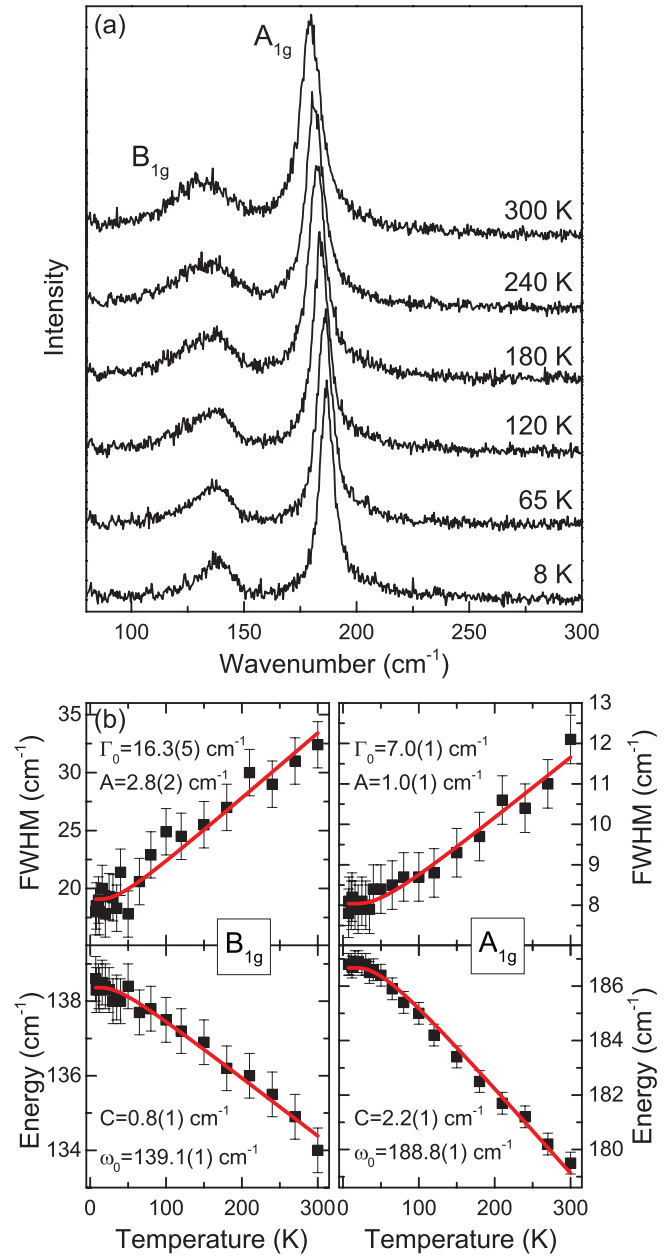 (a)
A1g
B1g
300 K
240 K
180 K
120 K
65 K
8 K
Intensity
100 150 200 250 300
Wavenumber (cm-1)
(b)
Γ0=16.3(5) cm-1
A=2.8(2) cm-1
35
30
25
20
FWHM (cm-1)
Γ0=7.0(1) cm-1
A=1.0(1) cm-1
13
12
11
10
9
8
FWHM (cm-1)
B1g
A1g
138
136
134
Energy (cm-1)
C=0.8(1) cm-1
ω0=139.1(1) cm-1
C=2.2(1) cm-1
ω0=188.8(1) cm-1
186
184
182
180
Energy (cm-1)
0 100 200 300
0 100 200 300
Temperature (K)
Temperature (K)